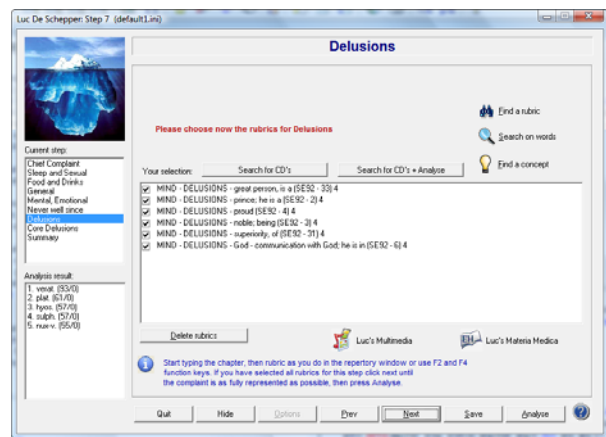 Luc De Schepper: Step 7 (default1.ini)
Delusions
Please choose now the rubrics for Delusions
Find a rubric
Search on words
Find a concept
Current step:
Chief Complaint
Sleep and Sexual
Food and Drinks
General
Mental, Emotional
Never well since
Delusions
Core Delusions
Summary
Your selection:
Search for CD's
Search for CD's + Analyse
MIND - DELUSIONS - great person, is a (SE92 - 33) 4
MIND - DELUSIONS - prince; he is a (SE92 - 2) 4
MIND - DELUSIONS - proud (SE92 - 4) 4
MIND - DELUSIONS - noble; being (SE92 - 3) 4
MIND - DELUSIONS - superiority, of (SE92 - 31) 4
MIND - DELUSIONS - God - communication with God; he is in (SE92 - 6) 4
Analysis result:
1. verat. (93/0)
2. plat. (61/0)
3. hyos. (57/0)
4. sulph. (57/0)
5. nux-v. (55/0)
Delete rubrics
Luc's Multimedia
Luc's Materia Medica
Start typing the chapter, then rubric as you do in the repertory window or use F2 and F4
function keys. If you have selected all rubrics for this step click next until
the complaint is as fully represented as possible, then press Analyse.
Quit
Hide
Options
Prev
Next
Save
Analyse